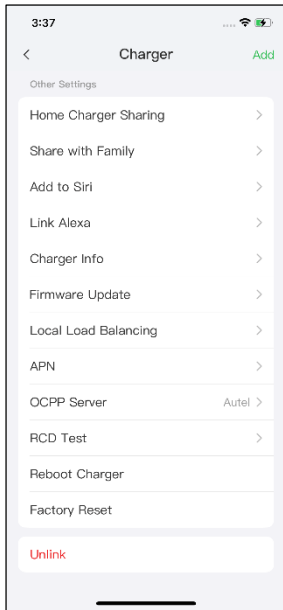 3:37
Charger
Add
Other Settings
Home Charger Sharing
Share with Family
Add to Siri
Link Alexa
Charger Info
Firmware Update
Local Load Balancing
APN
OCPP Server Autel
RCD Test
Reboot Charger
Factory Reset
Unlink